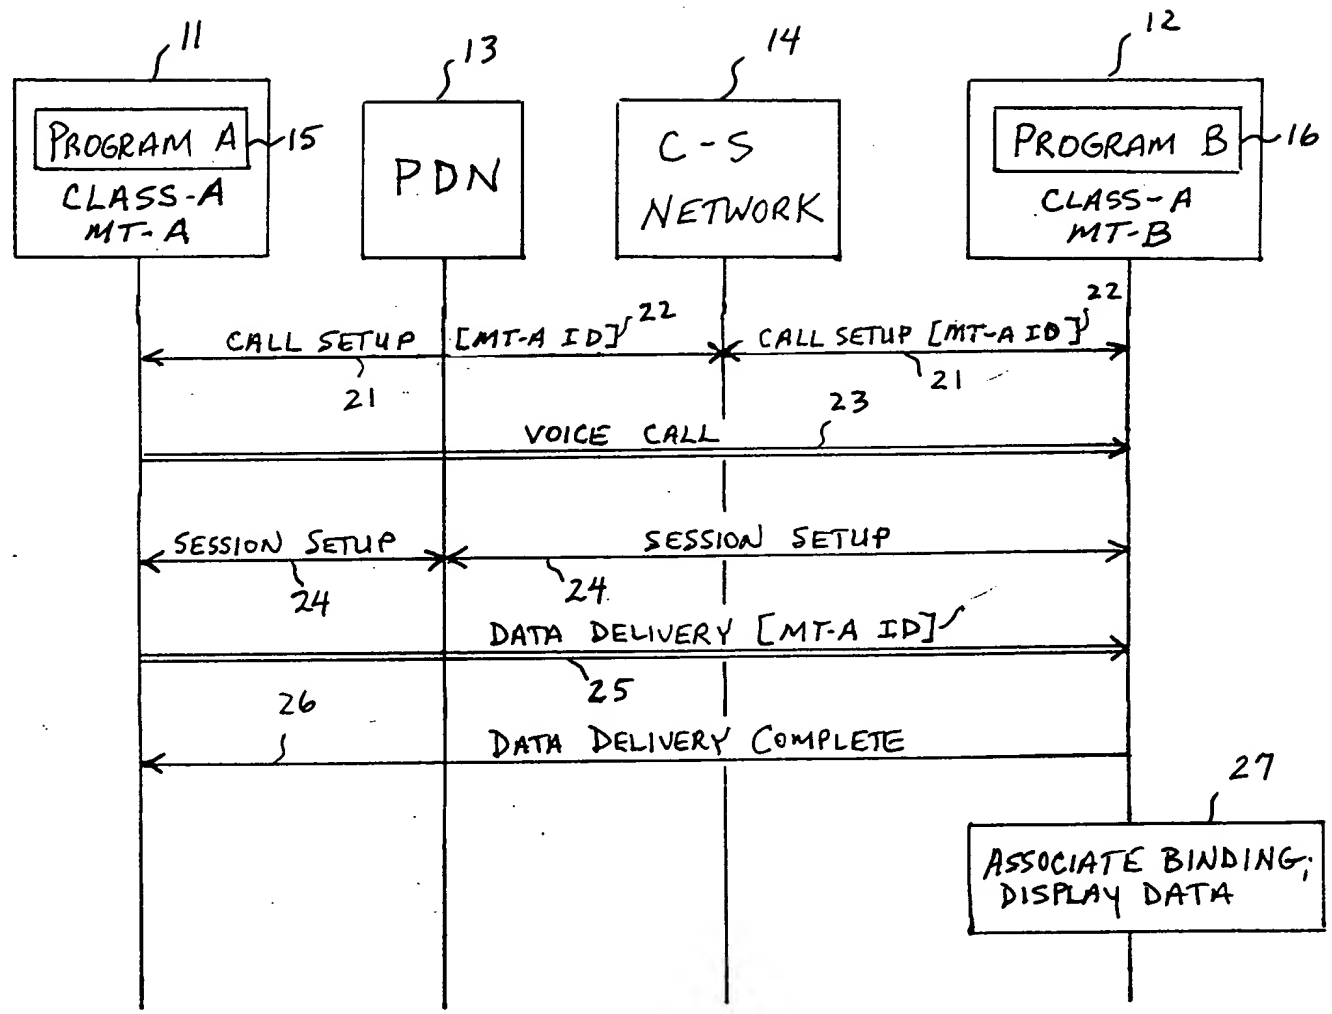 11
13
14
12
PROGRAM A
15
CLASS-A
MT-A
PDN
C-S
NETWORK
PROGRAM B
16
CLASS-A
MT-B
CALL SETUP [MT-A ID]
22
CALL SETUP [MT-A ID]
22
21
21
VOICE CALL
23
SESSION SETUP
SESSION SETUP
24
24
DATA DELIVERY [MT-A ID]
25
26
DATA DELIVERY COMPLETE
27
ASSOCIATE BINDING;
DISPLAY DATA